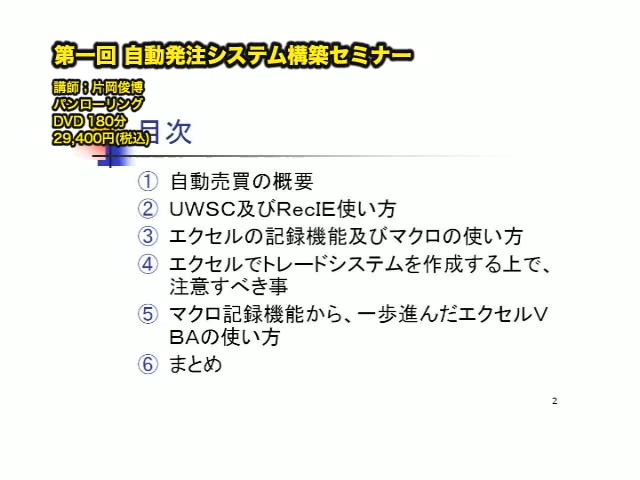 第一回 自動発注システム構築セミナー
講師;片岡俊博
パンローリング
DVD 180分
29,400円(税込)
目次
① 自動売買の概要
② UWSC及びRecIE使い方
③ エクセルの記録機能及びマクロの使い方
④ エクセルでトレードシステムを作成する上で、
注意すべき事
⑤ マクロ記録機能から、一歩進んだエクセルV
BAの使い方
⑥ まとめ
2